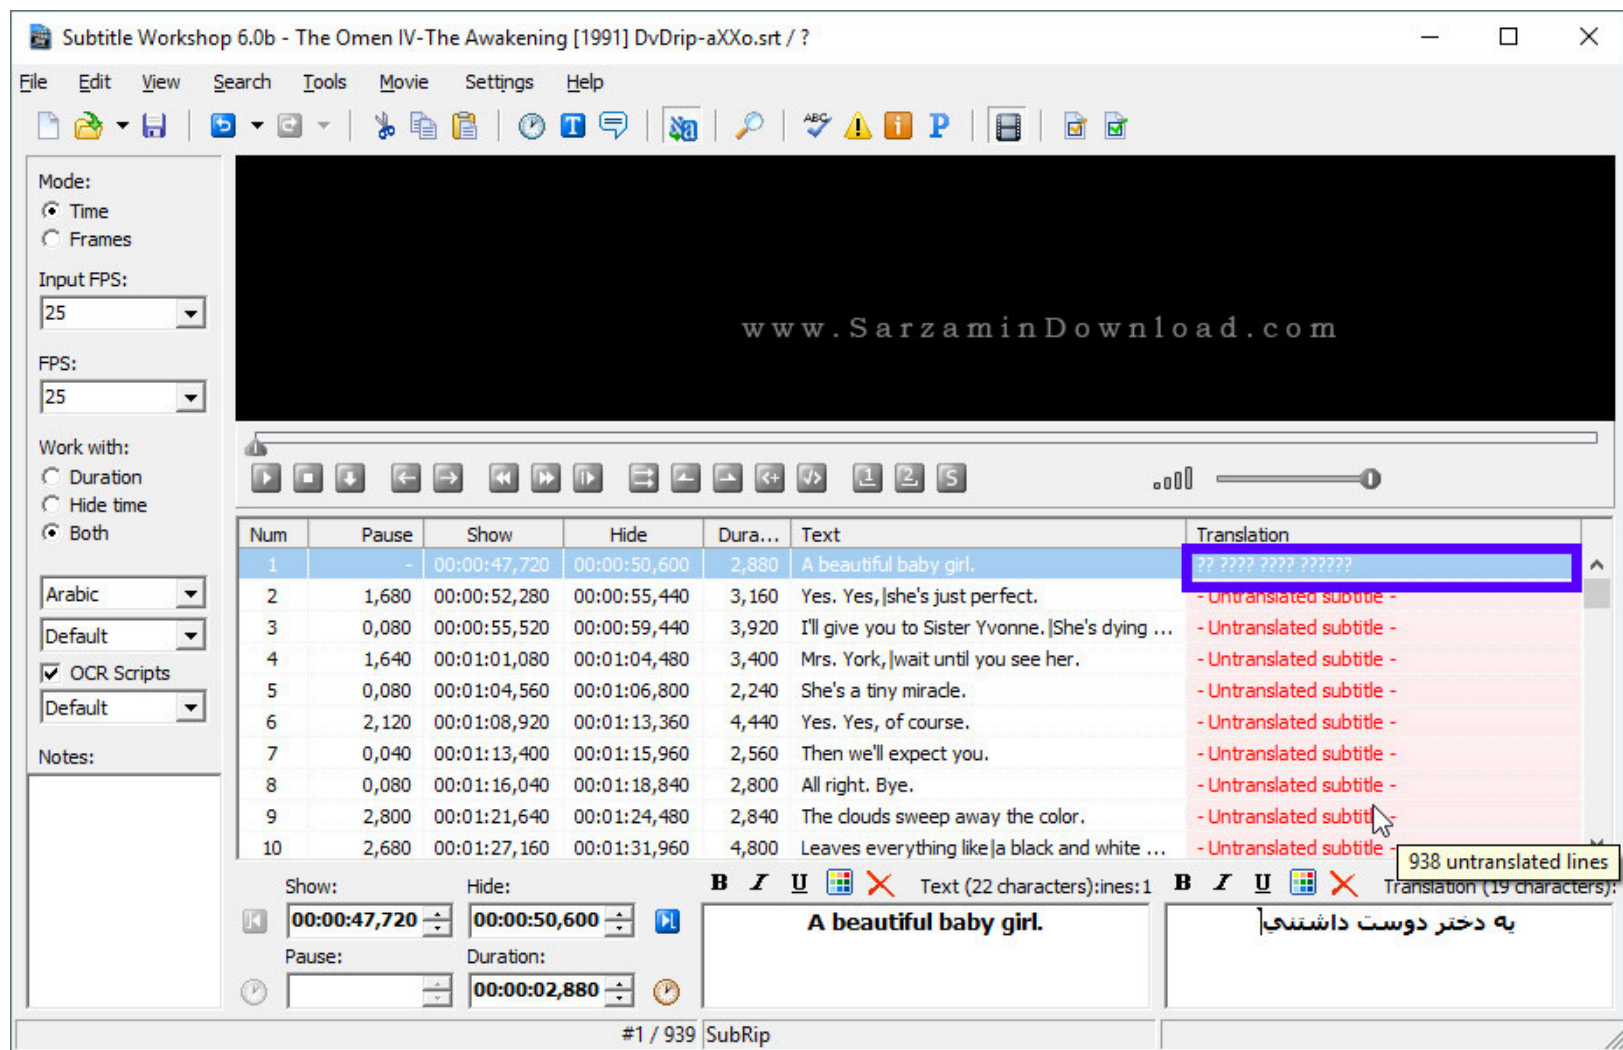 Subtitle Workshop 6.0b - The Omen IV-The Awakening [1991] DvDrip-aXXo.srt / ?
File Edit View Search Tools Movie Settings Help
Mode:
Time
Frames
Input FPS:
25
FPS:
25
Work with:
Duration
Hide time
Both
Arabic
Default
OCR Scripts
Default
Notes:
www.SarzaminDownload.com
Num Pause Show Hide Dura... Text Translation
1 - 00:00:47,720 00:00:50,600 2,880 A beautiful baby girl. ?? ???? ???? ??????
2 1,680 00:00:52,280 00:00:55,440 3,160 Yes. Yes,|she's just perfect. - Untranslated subtitle -
3 0,080 00:00:55,520 00:00:59,440 3,920 I'll give you to Sister Yvonne.|She's dying ... - Untranslated subtitle -
4 1,640 00:01:01,080 00:01:04,480 3,400 Mrs. York,|wait until you see her. - Untranslated subtitle -
5 0,080 00:01:04,560 00:01:06,800 2,240 She's a tiny miracle. - Untranslated subtitle -
6 2,120 00:01:08,920 00:01:13,360 4,440 Yes. Yes, of course. - Untranslated subtitle -
7 0,040 00:01:13,400 00:01:15,960 2,560 Then we'll expect you. - Untranslated subtitle -
8 0,080 00:01:16,040 00:01:18,840 2,800 All right. Bye. - Untranslated subtitle -
9 2,800 00:01:21,640 00:01:24,480 2,840 The clouds sweep away the color. - Untranslated subtitle -
10 2,680 00:01:27,160 00:01:31,960 4,800 Leaves everything like|a black and white ... - Untranslated subtitle -
938 untranslated lines
Show: Hide: B I U Text (22 characters):ines:1 B I U Translation (19 characters):
00:00:47,720 00:00:50,600 A beautiful baby girl. یه دختر دوست داشتني
Pause: Duration:
00:00:02,880
#1 / 939 SubRip